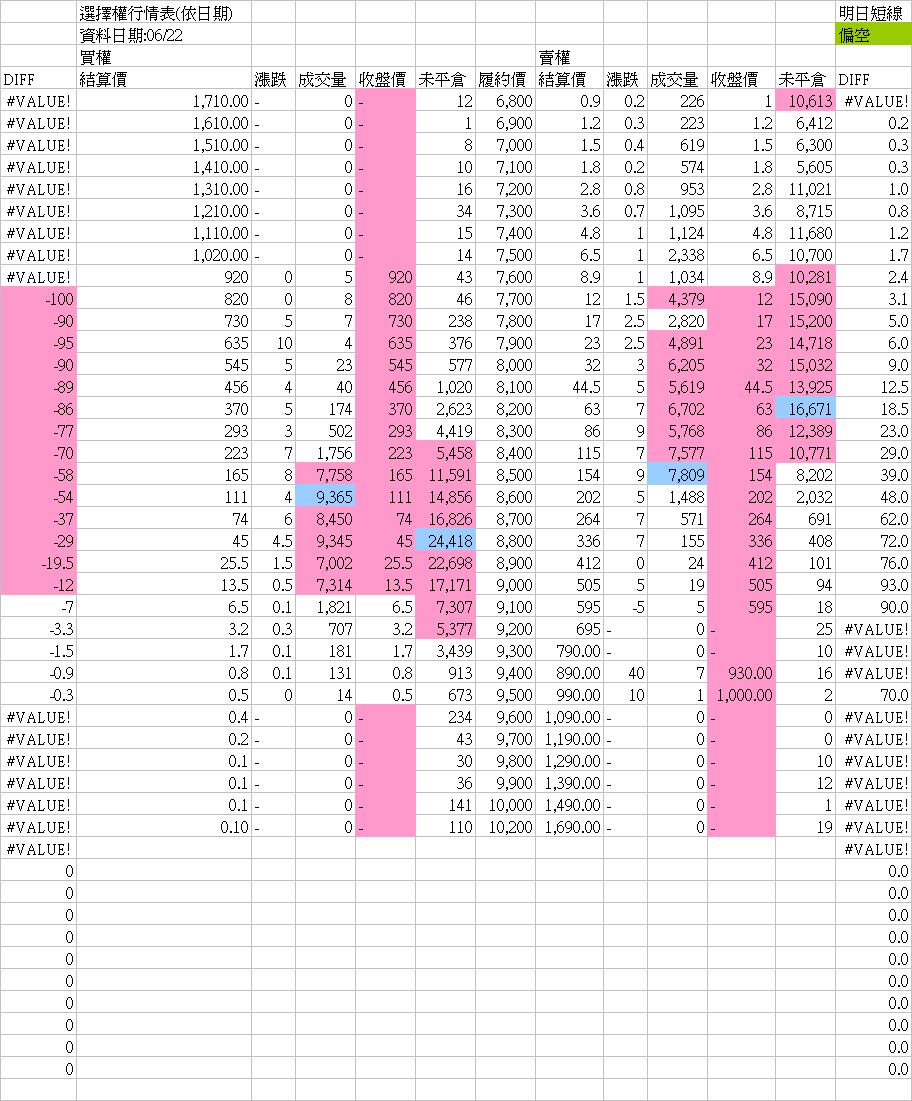 選擇權行情表(依日期) 明日短線
資料日期:06/22 偏空
買權 賣權
DIFF 結算價 漲跌 成交量 收盤價 未平倉 履約價 結算價 漲跌 成交量 收盤價 未平倉 DIFF
#VALUE! 1,710.00 - 0 - 12 6,800 0.9 0.2 226 1 10,613 #VALUE!
#VALUE! 1,610.00 - 0 - 1 6,900 1.2 0.3 223 1.2 6,412 0.2
#VALUE! 1,510.00 - 0 - 8 7,000 1.5 0.4 619 1.5 6,300 0.3
#VALUE! 1,410.00 - 0 - 10 7,100 1.8 0.2 574 1.8 5,605 0.3
#VALUE! 1,310.00 - 0 - 16 7,200 2.8 0.8 953 2.8 11,021 1.0
#VALUE! 1,210.00 - 0 - 34 7,300 3.6 0.7 1,095 3.6 8,715 0.8
#VALUE! 1,110.00 - 0 - 15 7,400 4.8 1 1,124 4.8 11,680 1.2
#VALUE! 1,020.00 - 0 - 14 7,500 6.5 1 2,338 6.5 10,700 1.7
#VALUE! 920 0 5 920 43 7,600 8.9 1 1,034 8.9 10,281 2.4
-100 820 0 8 820 46 7,700 12 1.5 4,379 12 15,090 3.1
-90 730 5 7 730 238 7,800 17 2.5 2,820 17 15,200 5.0
-95 635 10 4 635 376 7,900 23 2.5 4,891 23 14,718 6.0
-90 545 5 23 545 577 8,000 32 3 6,205 32 15,032 9.0
-89 456 4 40 456 1,020 8,100 44.5 5 5,619 44.5 13,925 12.5
-86 370 5 174 370 2,623 8,200 63 7 6,702 63 16,671 18.5
-77 293 3 502 293 4,419 8,300 86 9 5,768 86 12,389 23.0
-70 223 7 1,756 223 5,458 8,400 115 7 7,577 115 10,771 29.0
-58 165 8 7,758 165 11,591 8,500 154 9 7,809 154 8,202 39.0
-54 111 4 9,365 111 14,856 8,600 202 5 1,488 202 2,032 48.0
-37 74 6 8,450 74 16,826 8,700 264 7 571 264 691 62.0
-29 45 4.5 9,345 45 24,418 8,800 336 7 155 336 408 72.0
-19.5 25.5 1.5 7,002 25.5 22,698 8,900 412 0 24 412 101 76.0
-12 13.5 0.5 7,314 13.5 17,171 9,000 505 5 19 505 94 93.0
-7 6.5 0.1 1,821 6.5 7,307 9,100 595 -5 5 595 18 90.0
-3.3 3.2 0.3 707 3.2 5,377 9,200 695 - 0 - 25 #VALUE!
-1.5 1.7 0.1 181 1.7 3,439 9,300 790.00 - 0 - 10 #VALUE!
-0.9 0.8 0.1 131 0.8 913 9,400 890.00 40 7 930.00 16 #VALUE!
-0.3 0.5 0 14 0.5 673 9,500 990.00 10 1 1,000.00 2 70.0
#VALUE! 0.4 - 0 - 234 9,600 1,090.00 - 0 - 0 #VALUE!
#VALUE! 0.2 - 0 - 43 9,700 1,190.00 - 0 - 0 #VALUE!
#VALUE! 0.1 - 0 - 30 9,800 1,290.00 - 0 - 10 #VALUE!
#VALUE! 0.1 - 0 - 36 9,900 1,390.00 - 0 - 12 #VALUE!
#VALUE! 0.1 - 0 - 141 10,000 1,490.00 - 0 - 1 #VALUE!
#VALUE! 0.10 - 0 - 110 10,200 1,690.00 - 0 - 19 #VALUE!
#VALUE! #VALUE!
0 0.0
0 0.0
0 0.0
0 0.0
0 0.0
0 0.0
0 0.0
0 0.0
0 0.0
0 0.0